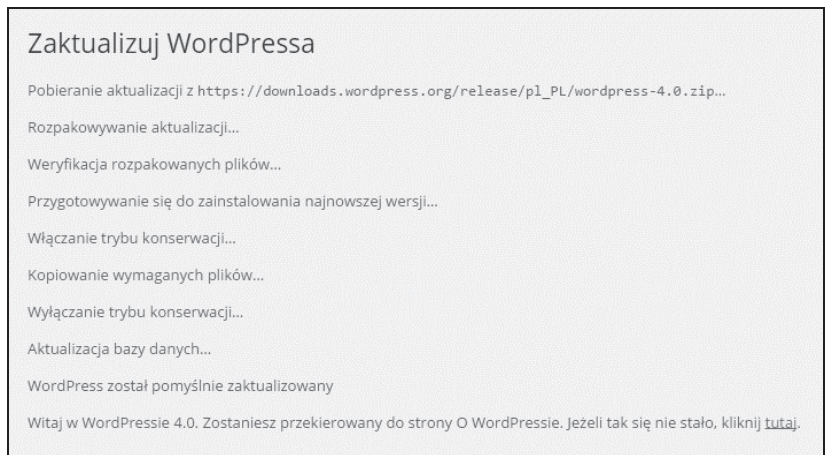 Zaktualizuj WordPressa
Pobieranie aktualizacji z https://downloads.wordpress.org/release/pl_PL/wordpress-4.0.zip…
Rozpakowywanie aktualizacji…
Weryfikacja rozpakowanych plików…
Przygotowywanie się do zainstalowania najnowszej wersji…
Włączanie trybu konserwacji…
Kopiowanie wymaganych plików…
Wyłączanie trybu konserwacji…
Aktualizacja bazy danych…
WordPress został pomyślnie zaktualizowany
Witaj w WordPressie 4.0. Zostaniesz przekierowany do strony O WordPressie. Jeżeli tak się nie stało, kliknij tutaj.